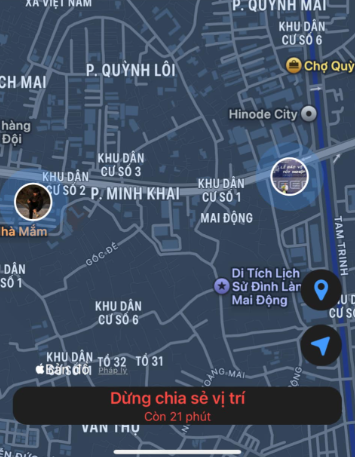 XÃ VIỆT NAM
P. QUỲNH MAI
KHU DÂN
CƯ SỐ 6
P. QUỲNH LÔI
Chợ Quỳ
CH MAI
Hinode City
hàng
Đội
KHU DÂN
CƯ SỐ 3
KHU DÂN
CƯ SỐ 2
P. MINH KHAI
KHU DÂN
CƯ SỐ 1
MAI ĐỘNG
hà Mắm
TAM TRINH
GỐC ĐỀ
J DÂN
SỐ 1
Di Tích Lịch
Sử Đình Làn
Mai Động
KHU DÂN
CƯ SỐ 6
KHU DÂN
TỔ 32
TỔ 31
Bản đồ
Pháp lý
Dừng chia sẻ vị trí
Còn 21 phút
VĂN THỤ